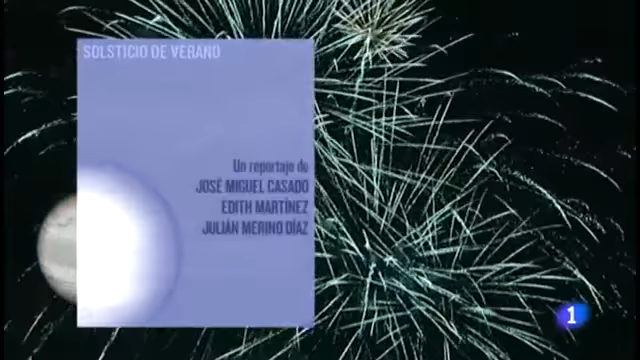 SOLSTICIO DE VERANO
Un reportaje de
JOSÉ MIGUEL CASADO
EDITH MARTÍNEZ
JULIÁN MERINO DÍAZ
1